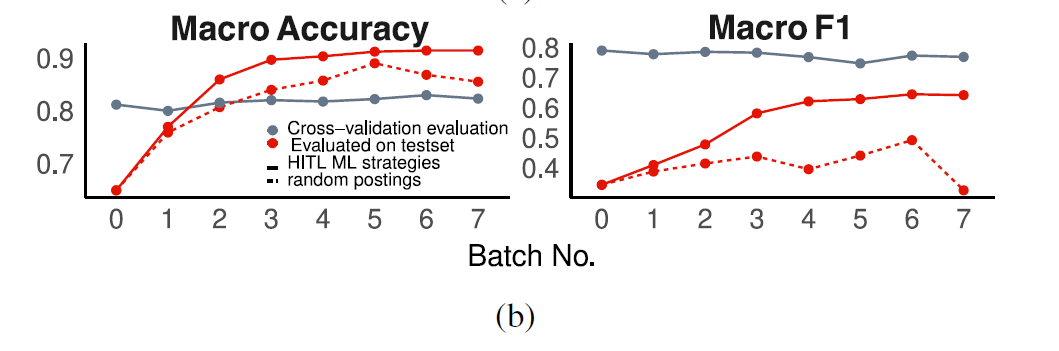 Macro Accuracy
0.9
0.8
0.7
Cross−validation evaluation
Evaluated on testset
HITL ML strategies
random postings
0 1 2 3 4 5 6 7
Macro F1
0.8
0.7
0.6
0.5
0.4
0 1 2 3 4 5 6 7
Batch No.
(b)